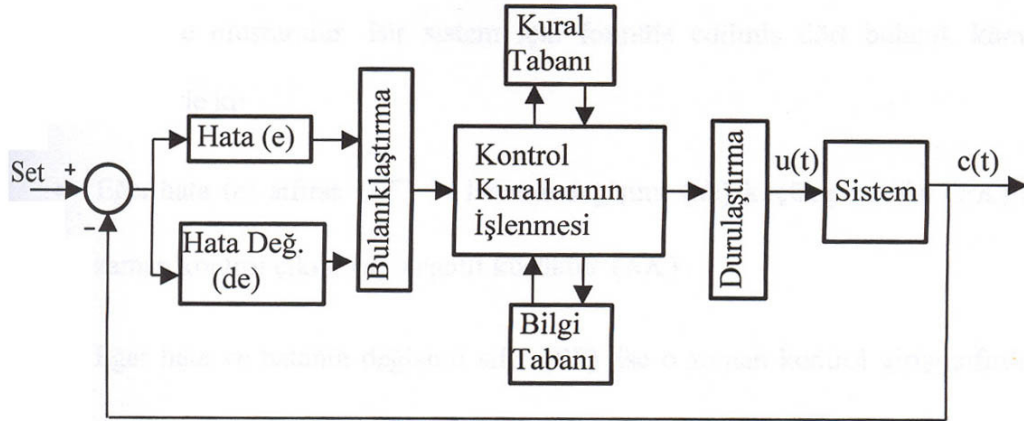 Kural
Tabanı
Hata (e)
Bulanıklaştırma
Kontrol
Kurallarının
İşlenmesi
Durulaştırma
u(t)
Sistem
c(t)
Set
+
-
Hata Değ.
(de)
Bilgi
Tabanı